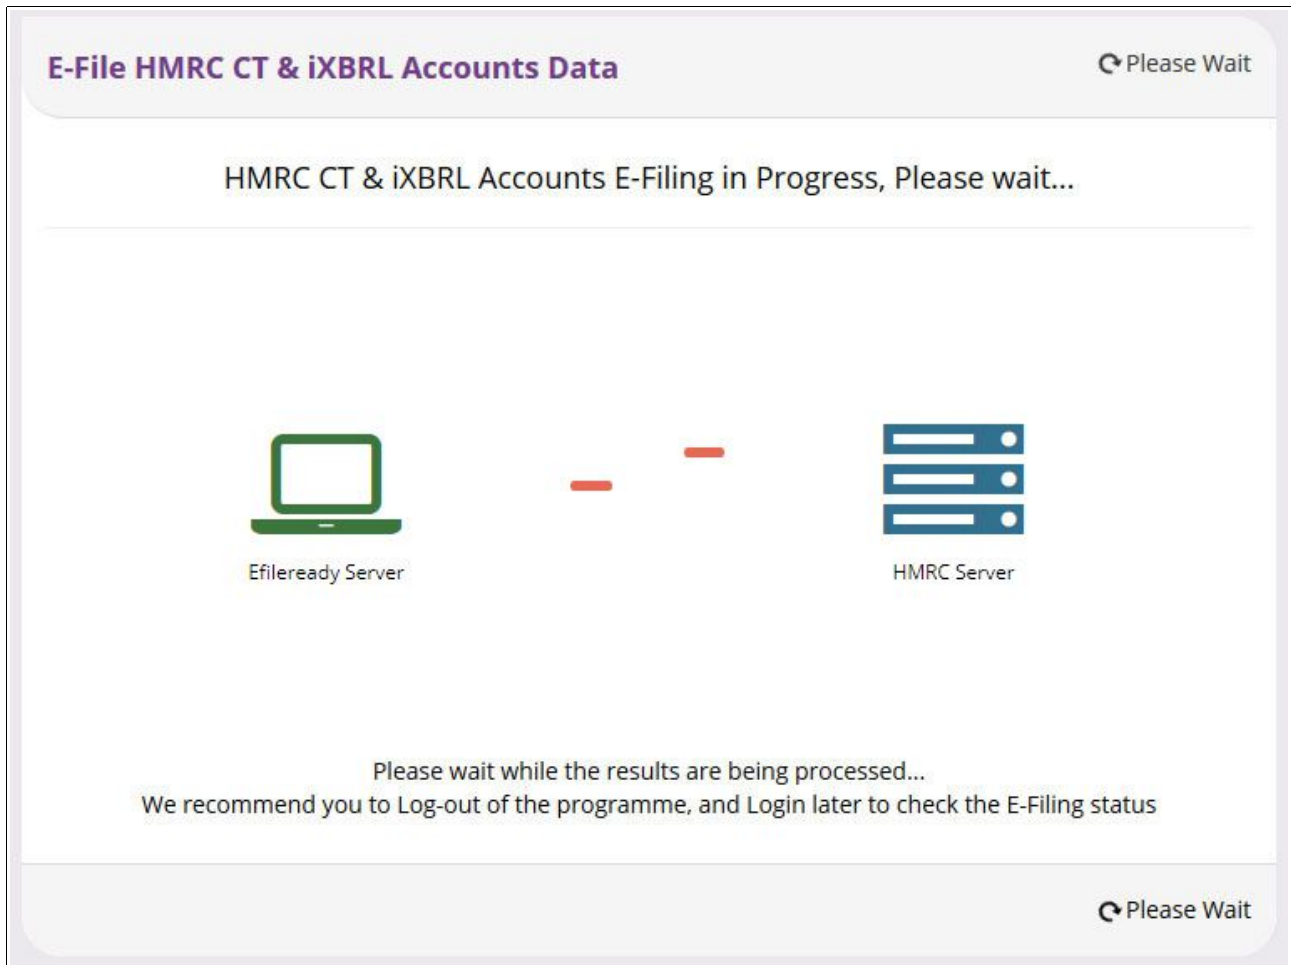 E-File HMRC CT & iXBRL Accounts Data
Please Wait
HMRC CT & iXBRL Accounts E-Filing in Progress, Please wait...
Efileready Server
HMRC Server
Please wait while the results are being processed...
We recommend you to Log-out of the programme, and Login later to check the E-Filing status
Please Wait